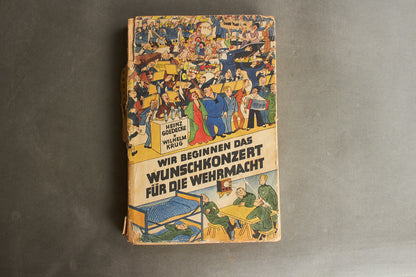 HEINZ
GOEDECKE
WILHELM
KRUG
WIR BEGINNEN DAS
WUNSCHKONZERT
FÜR DIE WEHRMACHT